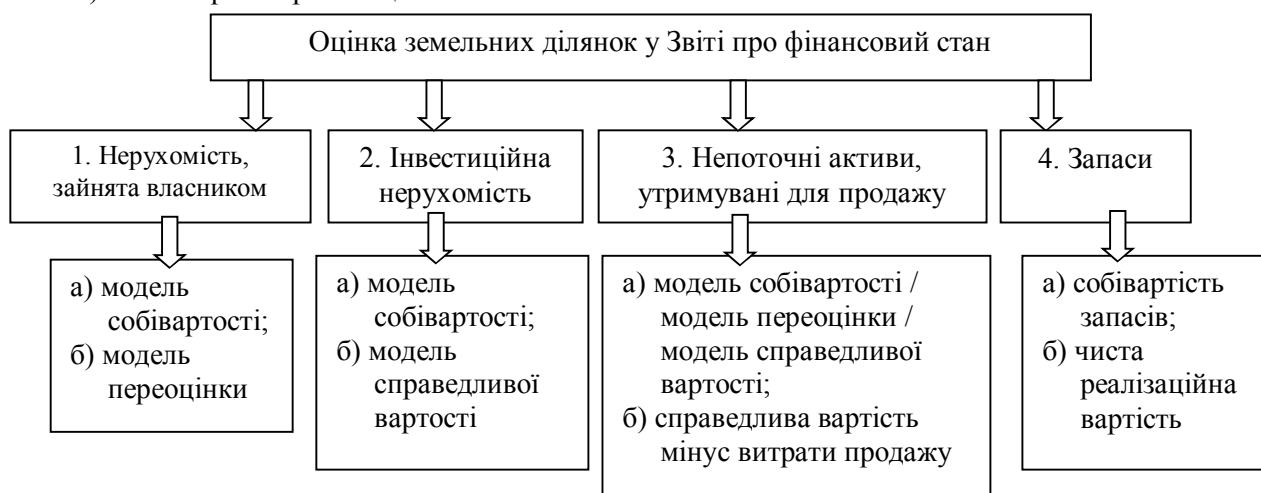 Оцінка земельних ділянок у Звіті про фінансовий стан
1. Нерухомість,
зайнята власником
2. Інвестиційна
нерухомість
3. Непоточні активи,
утримувані для продажу
4. Запаси
а) модель
собівартості;
б) модель
переоцінки
а) модель
собівартості;
б) модель
справедливої
вартості
а) модель собівартості /
модель переоцінки /
модель справедливої
вартості;
б) справедлива вартість
мінус витрати продажу
а) собівартість
запасів;
б) чиста
реалізаційна
вартість